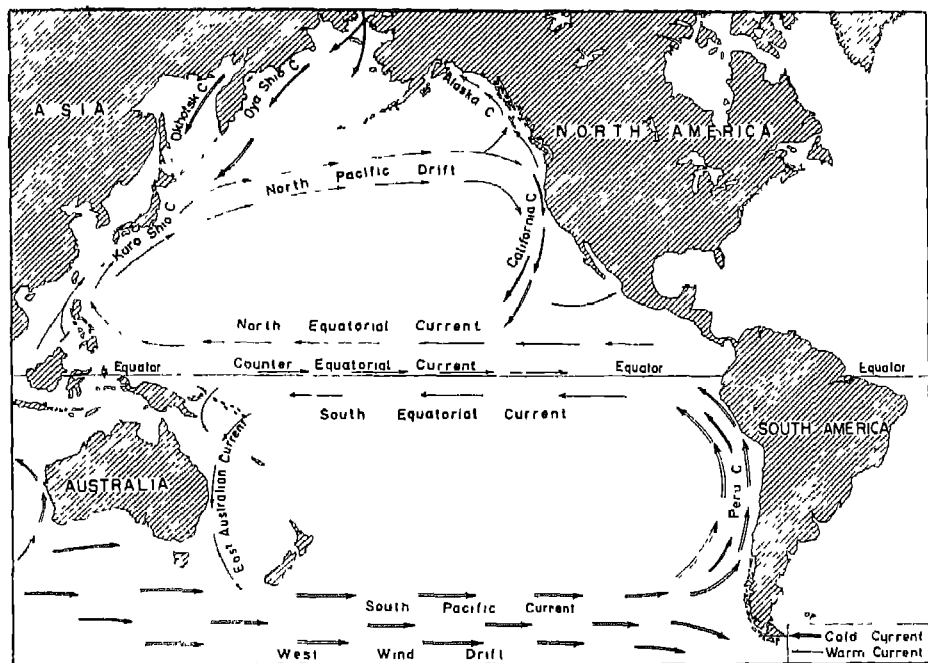 ASIA
Okhotsk C
Oya Shio C
Alaska C
NORTH AMERICA
North Pacific Drift
Kuro Shio C
California C
North Equatorial Current
Equator
Counter Equatorial Current
Equator
Equator
South Equatorial Current
SOUTH AMERICA
AUSTRALIA
East Australian Current
Peru C
South Pacific Current
West Wind Drift
Cold Current
Warm Current